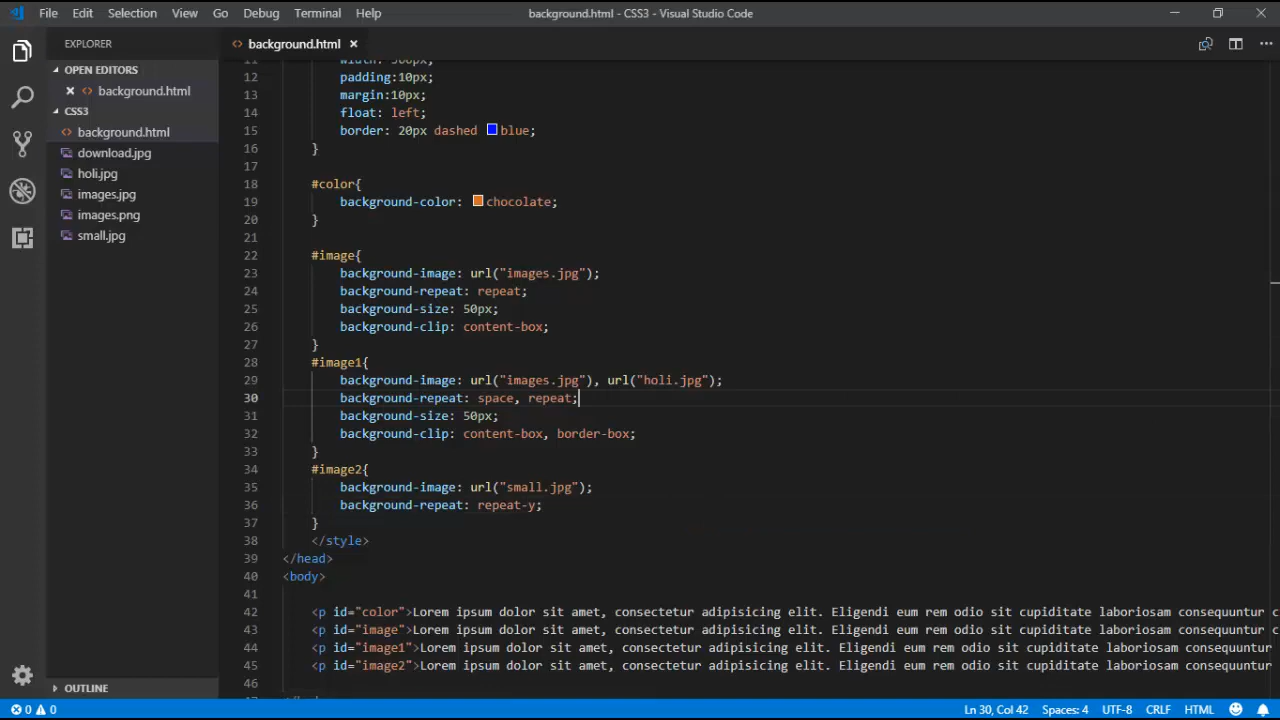 File Edit Selection View Go Debug Terminal Help background.html - CSS3 - Visual Studio Code
EXPLORER
OPEN EDITORS
background.html
CSS3
background.html
download.jpg
holi.jpg
images.jpg
images.png
small.jpg
OUTLINE
background.html
11
12 padding:10px;
13 margin:10px;
14 float: left;
15 border: 20px dashed blue;
16 }
17
18 #color{
19 background-color: chocolate;
20 }
21
22 #image{
23 background-image: url("images.jpg");
24 background-repeat: repeat;
25 background-size: 50px;
26 background-clip: content-box;
27 }
28 #image1{
29 background-image: url("images.jpg"), url("holi.jpg");
30 background-repeat: space, repeat;
31 background-size: 50px;
32 background-clip: content-box, border-box;
33 }
34 #image2{
35 background-image: url("small.jpg");
36 background-repeat: repeat-y;
37 }
38 </style>
39 </head>
40 <body>
41
42 <p id="color">Lorem ipsum dolor sit amet, consectetur adipisicing elit. Eligendi eum rem odio sit cupiditate laboriosam consequuntur c
43 <p id="image">Lorem ipsum dolor sit amet, consectetur adipisicing elit. Eligendi eum rem odio sit cupiditate laboriosam consequuntur c
44 <p id="image1">Lorem ipsum dolor sit amet, consectetur adipisicing elit. Eligendi eum rem odio sit cupiditate laboriosam consequuntur
45 <p id="image2">Lorem ipsum dolor sit amet, consectetur adipisicing elit. Eligendi eum rem odio sit cupiditate laboriosam consequuntur
46
0 0 Ln 30, Col 42 Spaces: 4 UTF-8 CRLF HTML